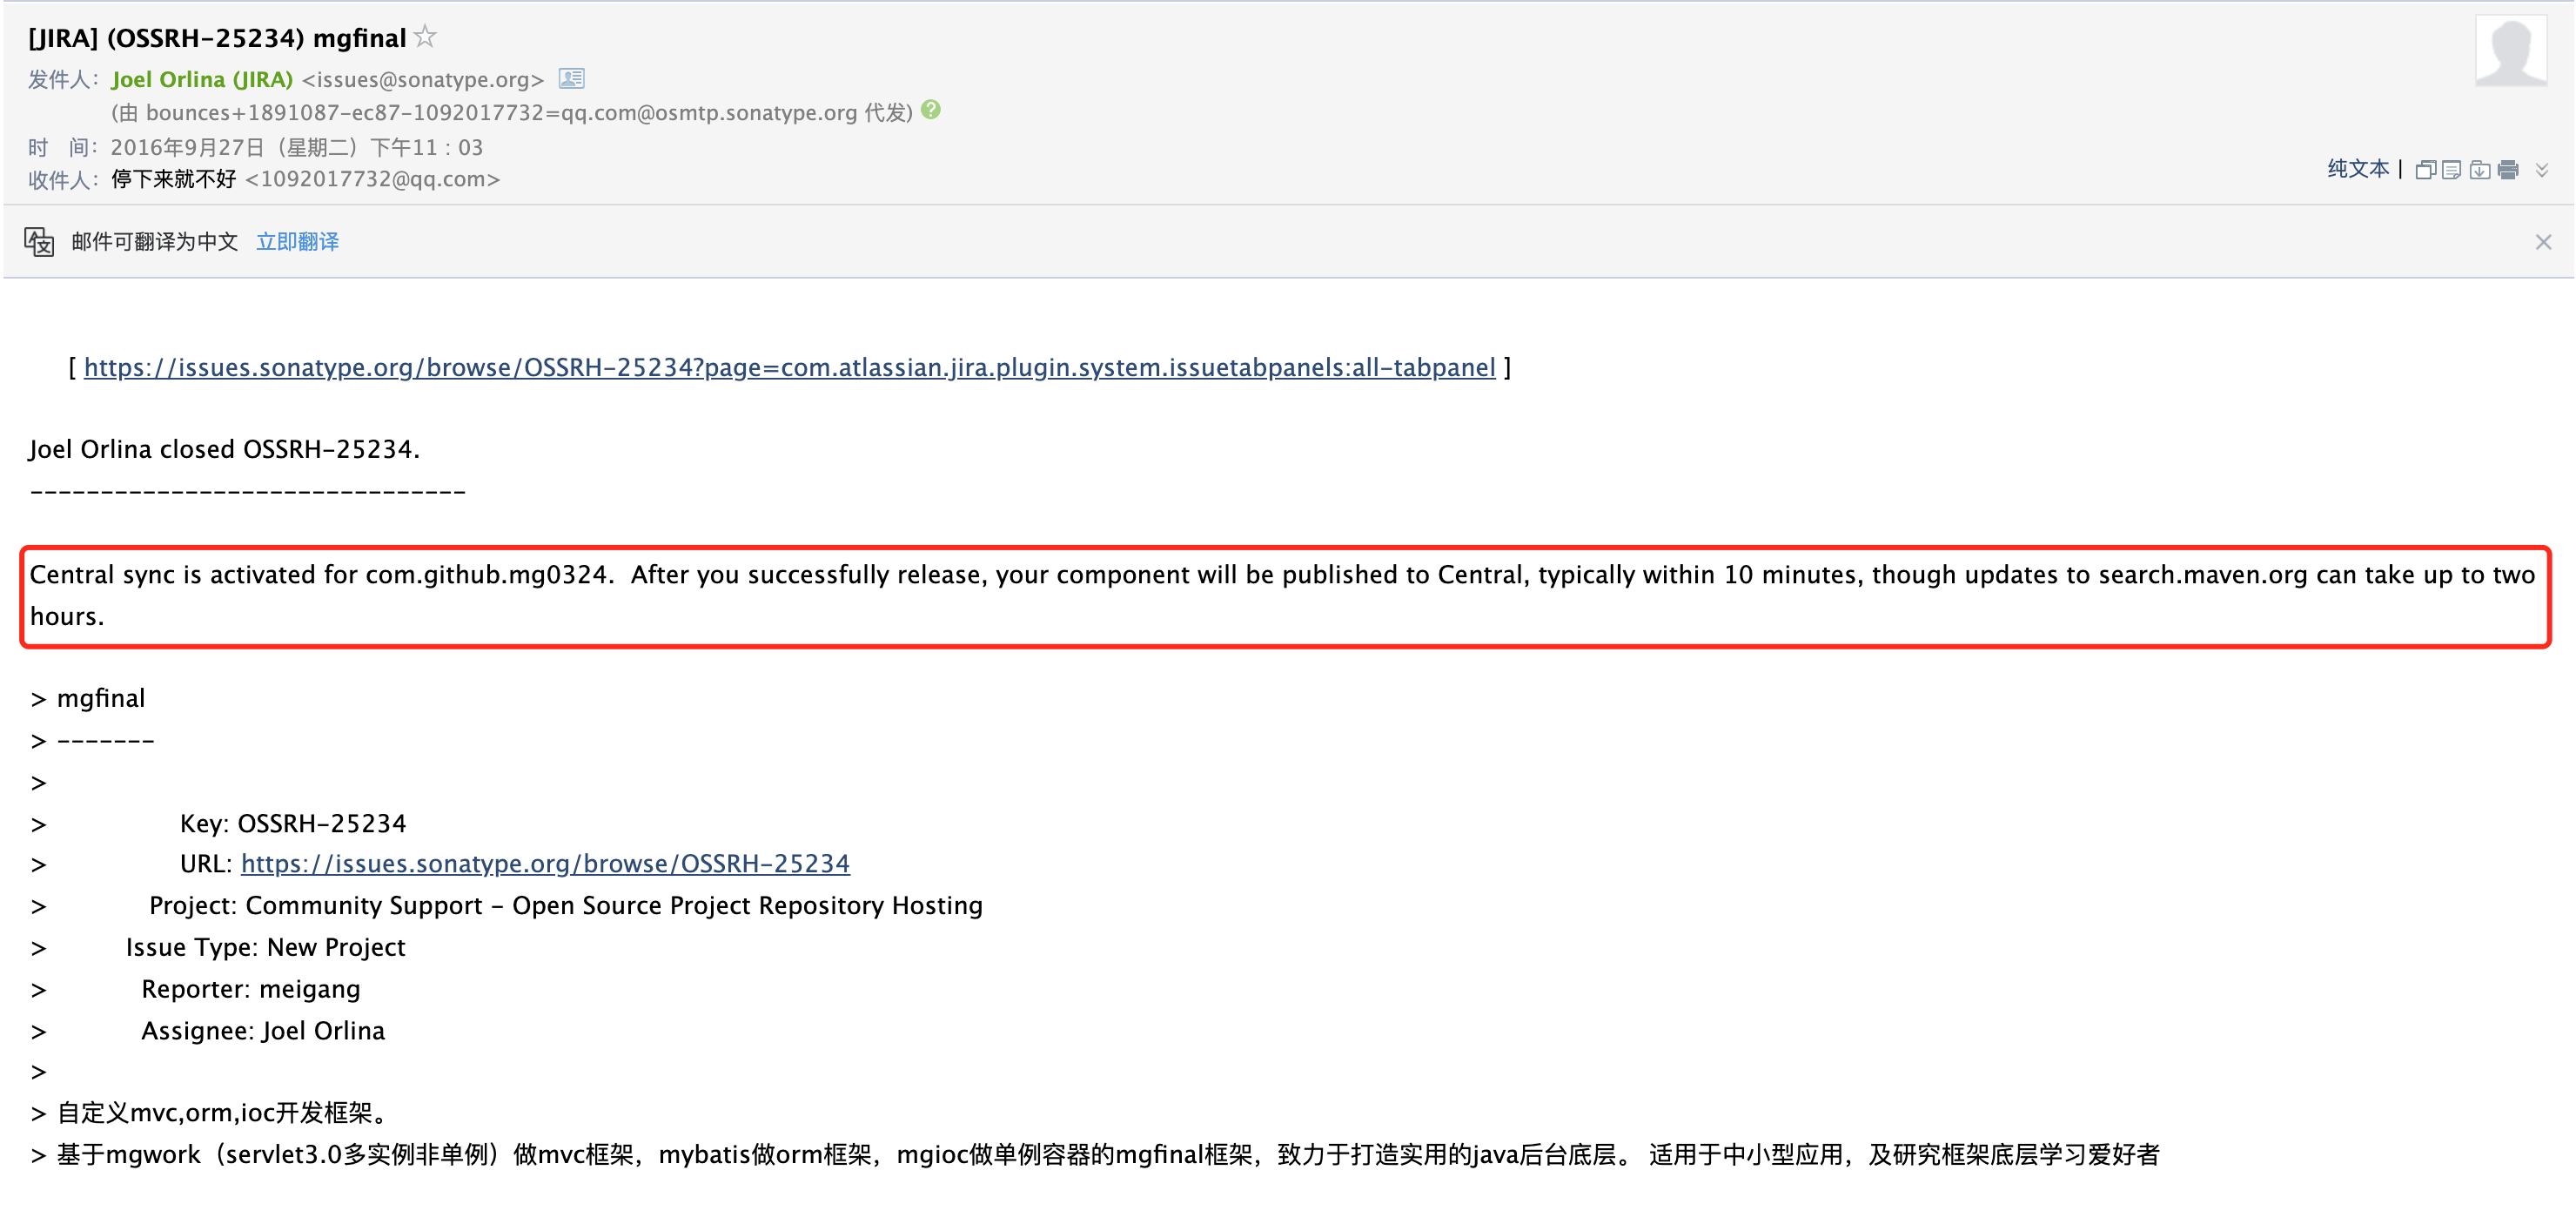 [JIRA] (OSSRH-25234) mgfinal
发件人：Joel Orlina (JIRA) <issues@sonatype.org>
(由 bounces+1891087-ec87-1092017732=qq.com@osmtp.sonatype.org 代发)
时　间：2016年9月27日（星期二）下午11：03
收件人：停下来就不好 <1092017732@qq.com>
纯文本 |
邮件可翻译为中文 立即翻译
[ https://issues.sonatype.org/browse/OSSRH-25234?page=com.atlassian.jira.plugin.system.issuetabpanels:all-tabpanel ]
Joel Orlina closed OSSRH-25234.
-------------------------------
Central sync is activated for com.github.mg0324.  After you successfully release, your component will be published to Central, typically within 10 minutes, though updates to search.maven.org can take up to two
hours.
> mgfinal
> -------
>
> Key: OSSRH-25234
> URL: https://issues.sonatype.org/browse/OSSRH-25234
> Project: Community Support - Open Source Project Repository Hosting
> Issue Type: New Project
> Reporter: meigang
> Assignee: Joel Orlina
>
> 自定义mvc,orm,ioc开发框架。
> 基于mgwork（servlet3.0多实例非单例）做mvc框架，mybatis做orm框架，mgioc做单例容器的mgfinal框架，致力于打造实用的java后台底层。 适用于中小型应用，及研究框架底层学习爱好者